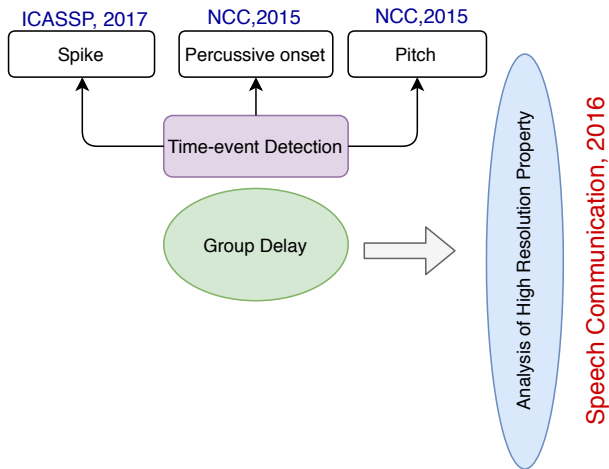 ICASSP, 2017
NCC,2015
NCC,2015
Spike
Percussive onset
Pitch
Time-event Detection
Group Delay
Analysis of High Resolution Property
Speech Communication, 2016